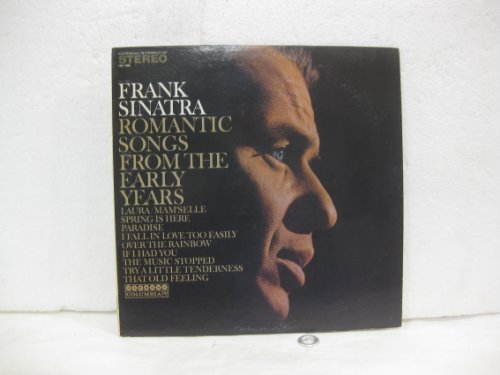 STEREO
FRANK
SINATRA
ROMANTIC
SONGS
FROM THE
EARLY
YEARS
LAURA MAM'SELLE
SPRING IS HERE
PARADISE
I FALL IN LOVE TOO EASILY
OVER THE RAINBOW
IF I HAD YOU
THE MUSIC STOPPED
TRY A LITTLE TENDERNESS
THAT OLD FEELING
HARMONY
COLUMBIA